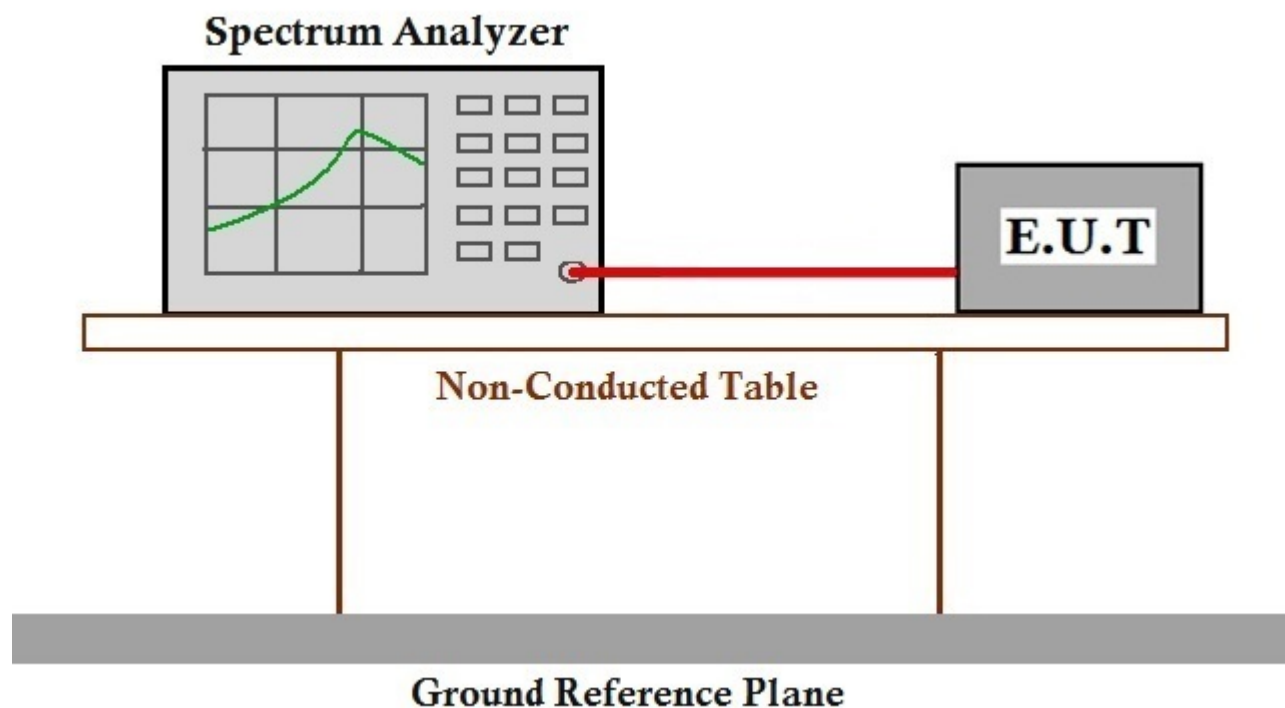 Spectrum Analyzer
E.U.T
Non-Conducted Table
Ground Reference Plane